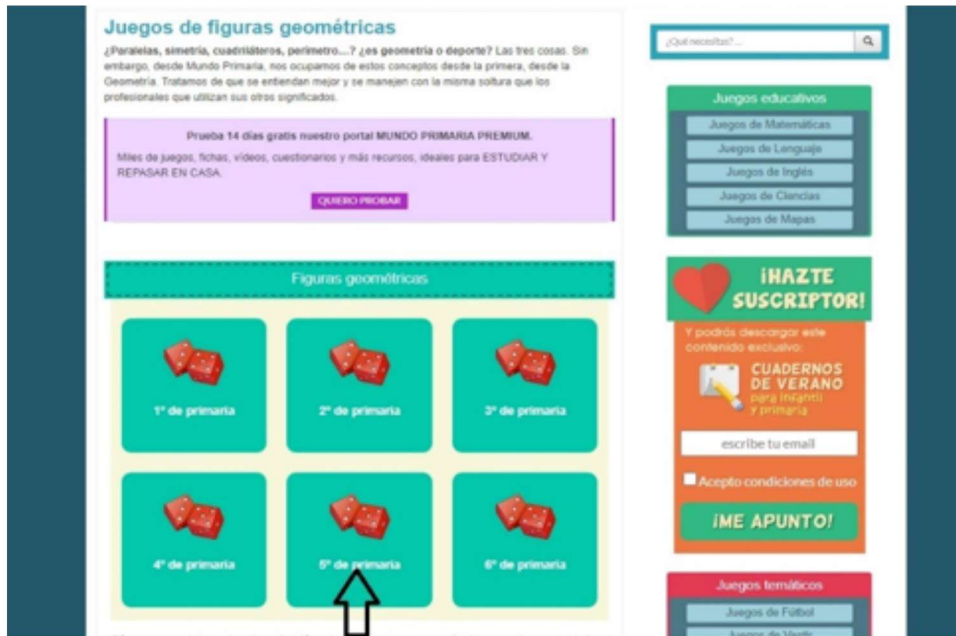 Juegos de figuras geométricas
¿Paralelas, simetría, cuadriláteros, perímetro....? ¿es geometría o deporte? Las tres cosas. Sin
embargo, desde Mundo Primaria, nos ocupamos de estos conceptos desde la primera, desde la
Geometría. Tratamos de que se entiendan mejor y se manejen con la misma soltura que los
profesionales que utilizan sus otros significados.
Prueba 14 días gratis nuestro portal MUNDO PRIMARIA PREMIUM.
Miles de juegos, fichas, vídeos, cuestionarios y más recursos, ideales para ESTUDIAR Y
REPASAR EN CASA.
QUIERO PROBAR
Figuras geométricas
1º de primaria
2º de primaria
3º de primaria
4º de primaria
5º de primaria
6º de primaria
¿Qué necesitas? ...
Juegos educativos
Juegos de Matemáticas
Juegos de Lenguaje
Juegos de Inglés
Juegos de Ciencias
Juegos de Mapas
¡HAZTE
SUSCRIPTOR!
Y podrás descargar este
contenido exclusivo:
CUADERNOS
DE VERANO
para infantil
y primaria
escribe tu email
Acepto condiciones de uso
¡ME APUNTO!
Juegos temáticos
Juegos de Fútbol
Juegos de Vestir